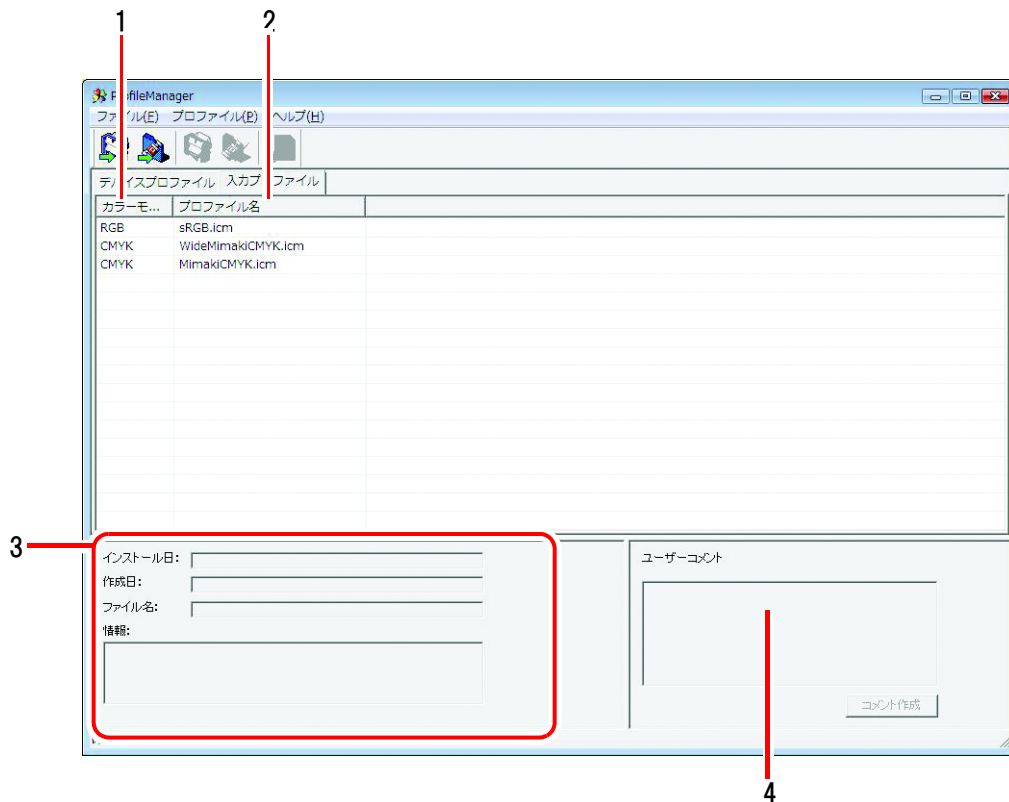 1 2
ProfileManager
ファイル(F) プロファイル(P) ヘルプ(H)
デバイスプロファイル 入力プロファイル
カラーモ... プロファイル名
RGB sRGB.icm
CMYK WideMimakiCMYK.icm
CMYK MimakiCMYK.icm
3
インストール日:
作成日:
ファイル名:
情報:
ユーザーコメント
コメント作成
4